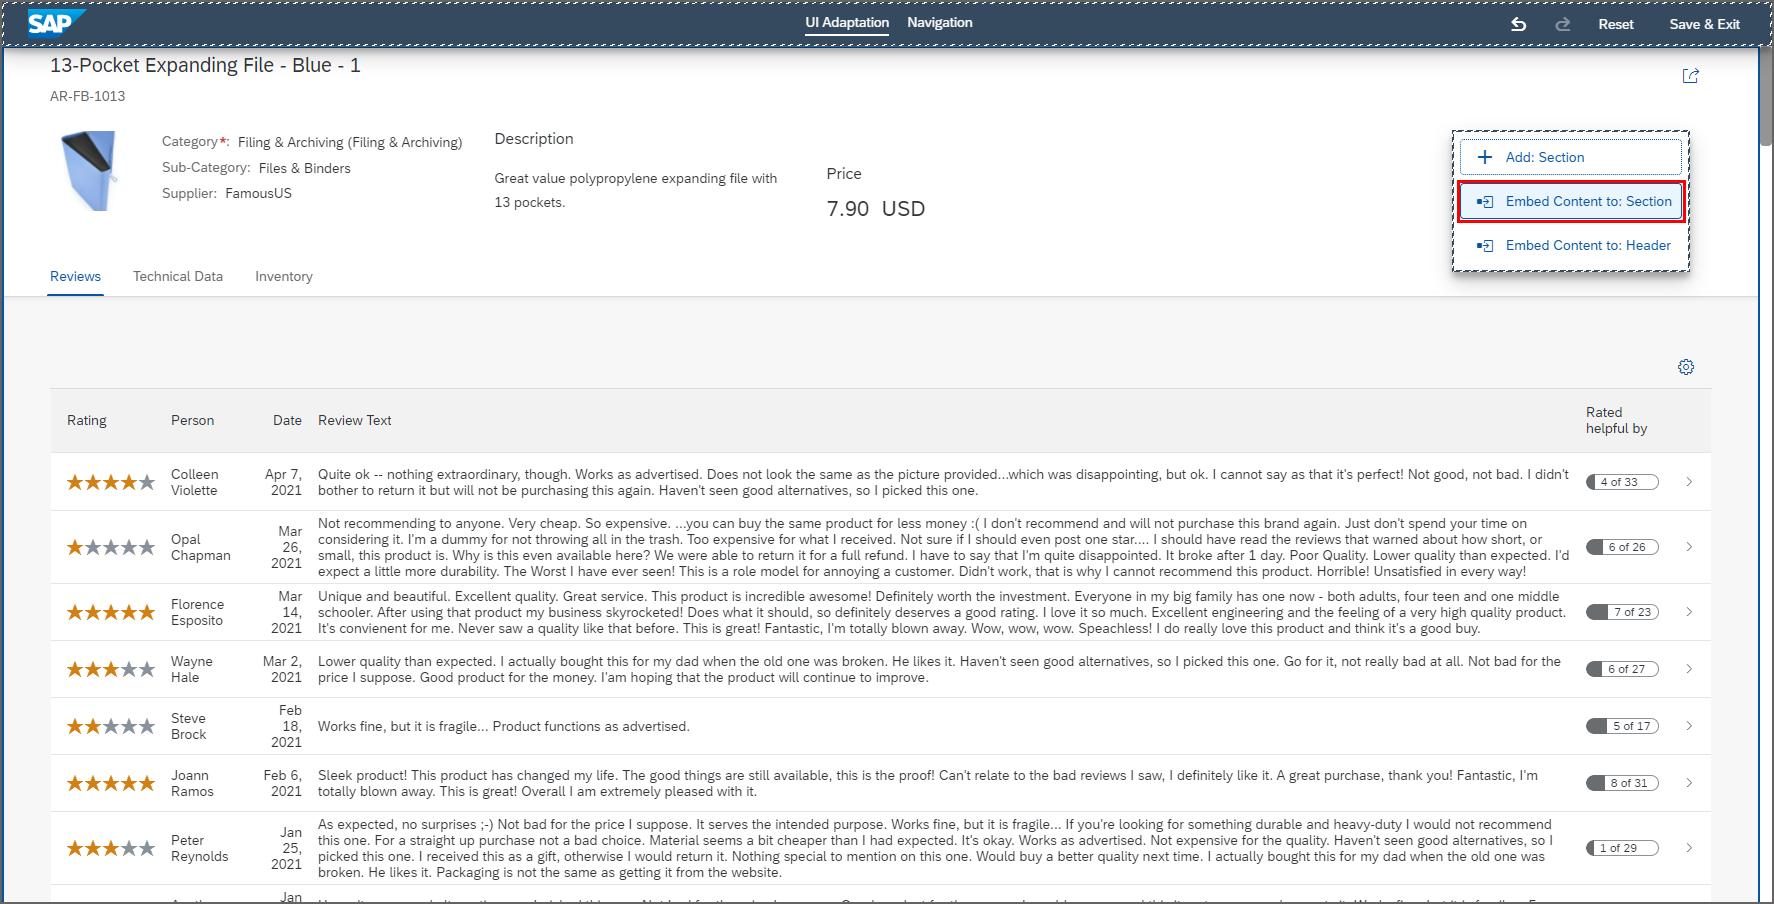 SAP
UI Adaptation Navigation
Reset Save & Exit
13-Pocket Expanding File - Blue - 1
AR-FB-1013
Category*: Filing & Archiving (Filing & Archiving)
Sub-Category: Files & Binders
Supplier: FamousUS
Description
Great value polypropylene expanding file with
13 pockets.
Price
7.90 USD
Add: Section
Embed Content to: Section
Embed Content to: Header
Reviews Technical Data Inventory
Rating Person Date Review Text Rated
helpful by
Colleen
Violette
Apr 7,
2021
Quite ok -- nothing extraordinary, though. Works as advertised. Does not look the same as the picture provided...which was disappointing, but ok. I cannot say as that it's perfect! Not good, not bad. I didn't
bother to return it but will not be purchasing this again. Haven't seen good alternatives, so I picked this one.
4 of 33
Opal
Chapman
Mar
26,
2021
Not recommending to anyone. Very cheap. So expensive. ...you can buy the same product for less money :( I don't recommend and will not purchase this brand again. Just don't spend your time on
considering it. I'm a dummy for not throwing all in the trash. Too expensive for what I received. Not sure if I should even post one star.... I should have read the reviews that warned about how short, or
small, this product is. Why is this even available here? We were able to return it for a full refund. I have to say that I'm quite disappointed. It broke after 1 day. Poor Quality. Lower quality than expected. I'd
expect a little more durability. The Worst I have ever seen! This is a role model for annoying a customer. Didn't work, that is why I cannot recommend this product. Horrible! Unsatisfied in every way!
6 of 26
Florence
Esposito
Mar
14,
2021
Unique and beautiful. Excellent quality. Great service. This product is incredible awesome! Definitely worth the investment. Everyone in my big family has one now - both adults, four teen and one middle
schooler. After using that product my business skyrocketed! Does what it should, so definitely deserves a good rating. I love it so much. Excellent engineering and the feeling of a very high quality product.
It's convienent for me. Never saw a quality like that before. This is great! Fantastic, I'm totally blown away. Wow, wow, wow. Speachless! I do really love this product and think it's a good buy.
7 of 23
Wayne
Hale
Mar 2,
2021
Lower quality than expected. I actually bought this for my dad when the old one was broken. He likes it. Haven't seen good alternatives, so I picked this one. Go for it, not really bad at all. Not bad for the
price I suppose. Good product for the money. I'am hoping that the product will continue to improve.
6 of 27
Steve
Brock
Feb
18,
2021
Works fine, but it is fragile... Product functions as advertised.
5 of 17
Joann
Ramos
Feb 6,
2021
Sleek product! This product has changed my life. The good things are still available, this is the proof! Can't relate to the bad reviews I saw, I definitely like it. A great purchase, thank you! Fantastic, I'm
totally blown away. This is great! Overall I am extremely pleased with it.
8 of 31
Peter
Reynolds
Jan
25,
2021
As expected, no surprises ;-) Not bad for the price I suppose. It serves the intended purpose. Works fine, but it is fragile... If you're looking for something durable and heavy-duty I would not recommend
this one. For a straight up purchase not a bad choice. Material seems a bit cheaper than I had expected. It's okay. Works as advertised. Not expensive for the quality. Haven't seen good alternatives, so I
picked this one. I received this as a gift, otherwise I would return it. Nothing special to mention on this one. Would buy a better quality next time. I actually bought this for my dad when the old one was
broken. He likes it. Packaging is not the same as getting it from the website.
1 of 29
Jan